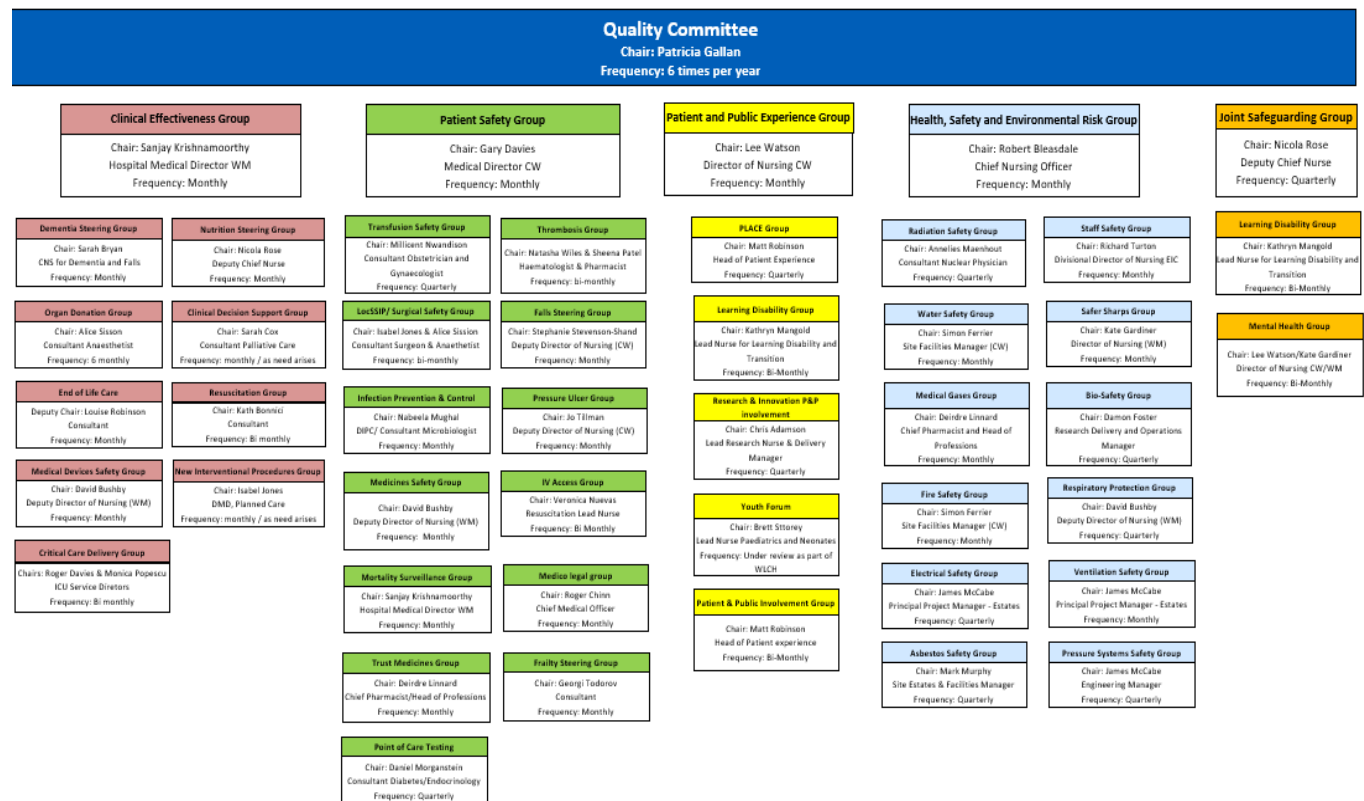 Quality Committee
Chair: Patricia Gallan
Frequency: 6 times per year
Clinical Effectiveness Group
Chair: Sanjay Krishnamoorthy
Hospital Medical Director WM
Frequency: Monthly
Patient Safety Group
Chair: Gary Davies
Medical Director CW
Frequency: Monthly
Patient and Public Experience Group
Chair: Lee Watson
Director of Nursing CW
Frequency: Monthly
Health, Safety and Environmental Risk Group
Chair: Robert Bleasdale
Chief Nursing Officer
Frequency: Monthly
Joint Safeguarding Group
Chair: Nicola Rose
Deputy Chief Nurse
Frequency: Quarterly
Dementia Steering Group
Chair: Sarah Bryan
CNS for Dementia and Falls
Frequency: Monthly
Nutrition Steering Group
Chair: Nicola Rose
Deputy Chief Nurse
Frequency: Monthly
Organ Donation Group
Chair: Alice Sisson
Consultant Anaesthetist
Frequency: 6 monthly
Clinical Decision Support Group
Chair: Sarah Cox
Consultant Palliative Care
Frequency: monthly / as need arises
End of Life Care
Deputy Chair: Louise Robinson
Consultant
Frequency: Monthly
Resuscitation Group
Chair: Kath Bonnici
Consultant
Frequency: Bi monthly
Medical Devices Safety Group
Chair: David Bushby
Deputy Director of Nursing (WM)
Frequency: Monthly
New Interventional Procedures Group
Chair: Isabel Jones
DMD, Planned Care
Frequency: monthly / as need arises
Critical Care Delivery Group
Chairs: Roger Davies & Monica Popescu
ICU Service Diretors
Frequency: Bi monthly
Transfusion Safety Group
Chair: Millicent Nwandison
Consultant Obstetrician and
Gynaecologist
Frequency: Quarterly
Thrombosis Group
Chair: Natasha Wiles & Sheena Patel
Haematologist & Pharmacist
Frequency: bi-monthly
LocSSIP/ Surgical Safety Group
Chair: Isabel Jones & Alice Sission
Consultant Surgeon & Anaethetist
Frequency: bi-monthly
Falls Steering Group
Chair: Stephanie Stevenson-Shand
Deputy Director of Nursing (CW)
Frequency: Monthly
Infection Prevention & Control
Chair: Nabeela Mughal
DIPC/ Consultant Microbiologist
Frequency: Monthly
Pressure Ulcer Group
Chair: Jo Tillman
Deputy Director of Nursing (CW)
Frequency: Monthly
Medicines Safety Group
Chair: David Bushby
Deputy Director of Nursing (WM)
Frequency: Monthly
IV Access Group
Chair: Veronica Nuevas
Resuscitation Lead Nurse
Frequency: Bi Monthly
Mortality Surveillance Group
Chair: Sanjay Krishnamoorthy
Hospital Medical Director WM
Frequency: Monthly
Medico legal group
Chair: Roger Chinn
Chief Medical Officer
Frequency: Monthly
Trust Medicines Group
Chair: Deirdre Linnard
Chief Pharmacist/Head of Professions
Frequency: Monthly
Frailty Steering Group
Chair: Georgi Todorov
Consultant
Frequency: Monthly
Point of Care Testing
Chair: Daniel Morganstein
Consultant Diabetes/Endocrinology
Frequency: Quarterly
PLACE Group
Chair: Matt Robinson
Head of Patient Experience
Frequency: Quarterly
Learning Disability Group
Chair: Kathryn Mangold
Lead Nurse for Learning Disability and
Transition
Frequency: Bi-Monthly
Research & Innovation P&P
involvement
Chair: Chris Adamson
Lead Research Nurse & Delivery
Manager
Frequency: Quarterly
Youth Forum
Chair: Brett Sttorey
Lead Nurse Paediatrics and Neonates
Frequency: Under review as part of
WLCH
Patient & Public Involvement Group
Chair: Matt Robinson
Head of Patient experience
Frequency: Bi-Monthly
Radiation Safety Group
Chair: Annelies Maenhout
Consultant Nuclear Physician
Frequency: Quarterly
Staff Safety Group
Chair: Richard Turton
Divisional Director of Nursing EIC
Frequency: Monthly
Water Safety Group
Chair: Simon Ferrier
Site Facilities Manager (CW)
Frequency: Monthly
Safer Sharps Group
Chair: Kate Gardiner
Director of Nursing (WM)
Frequency: Monthly
Medical Gases Group
Chair: Deirdre Linnard
Chief Pharmacist and Head of
Professions
Frequency: Monthly
Bio-Safety Group
Chair: Damon Foster
Research Delivery and Operations
Manager
Frequency: Quarterly
Fire Safety Group
Chair: Simon Ferrier
Site Facilities Manager (CW)
Frequency: Monthly
Respiratory Protection Group
Chair: David Bushby
Deputy Director of Nursing (WM)
Frequency: Quarterly
Electrical Safety Group
Chair: James McCabe
Principal Project Manager - Estates
Frequency: Quarterly
Ventilation Safety Group
Chair: James McCabe
Principal Project Manager - Estates
Frequency: Monthly
Asbestos Safety Group
Chair: Mark Murphy
Site Estates & Facilities Manager
Frequency: Quarterly
Pressure Systems Safety Group
Chair: James McCabe
Engineering Manager
Frequency: Quarterly
Learning Disability Group
Chair: Kathryn Mangold
Lead Nurse for Learning Disability and
Transition
Frequency: Bi-Monthly
Mental Health Group
Chair: Lee Watson/Kate Gardiner
Director of Nursing CW/WM
Frequency: Bi-Monthly